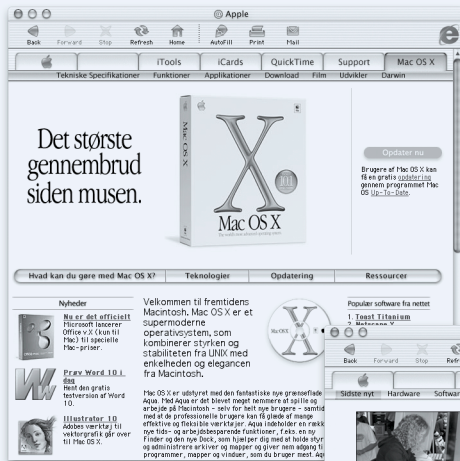 Apple
Back Forward Stop Refresh Home AutoFill Print Mail
iTools iCards QuickTime Support Mac OS X
Tekniske Specifikationer Funktioner Applikationer Download Film Udvikler Darwin
Det største
gennembrud
siden musen.
Mac OS X
Mac OS X
Opdater nu
Brugere af Mac OS X kan
få en gratis opdatering
gennem programmet Mac
OS Up-To-Date.
Hvad kan du gøre med Mac OS X? Teknologier Opdatering Ressourcer
Nyheder
Nu er det officielt
Microsoft lancerer
Office v.X (kun til
Mac) til specielle
Mac-priser.
Prøv Word 10 i
dag
Hent den gratis
testversion af Word
10.
Illustrator 10
Adobes værktøj til
vektorgrafik går over
til Mac OS X.
Velkommen til fremtidens
Macintosh. Mac OS X er et
supermoderne
operativsystem, som
kombinerer styrken og
stabiliteten fra UNIX med
enkelheden og elegancen
fra Macintosh.
Mac OS X
Mac OS X er udstyret med den fantastiske nye grænseflade
Aqua. Med Aqua er det blevet meget nemmere at spille og
arbejde på Macintosh - selv for helt nye brugere - samtid
med at de professionelle brugere kan få glæde af mange
effektive og fleksible værktøjer. Aqua indeholder en række
nye tids- og arbejdsbesparende funktioner, f.eks. en ny
Finder og den nye Dock, som hjælper dig med at holde styr
og administrere arkiver og mapper og giver nem adgang til
programmer, mapper og vinduer, som du bruger mest. Aqu
Populær software fra nettet
1. Toast Titanium
2. Netscape
Back Forward Stop Refr
Sidste nyt Hardware Softwar